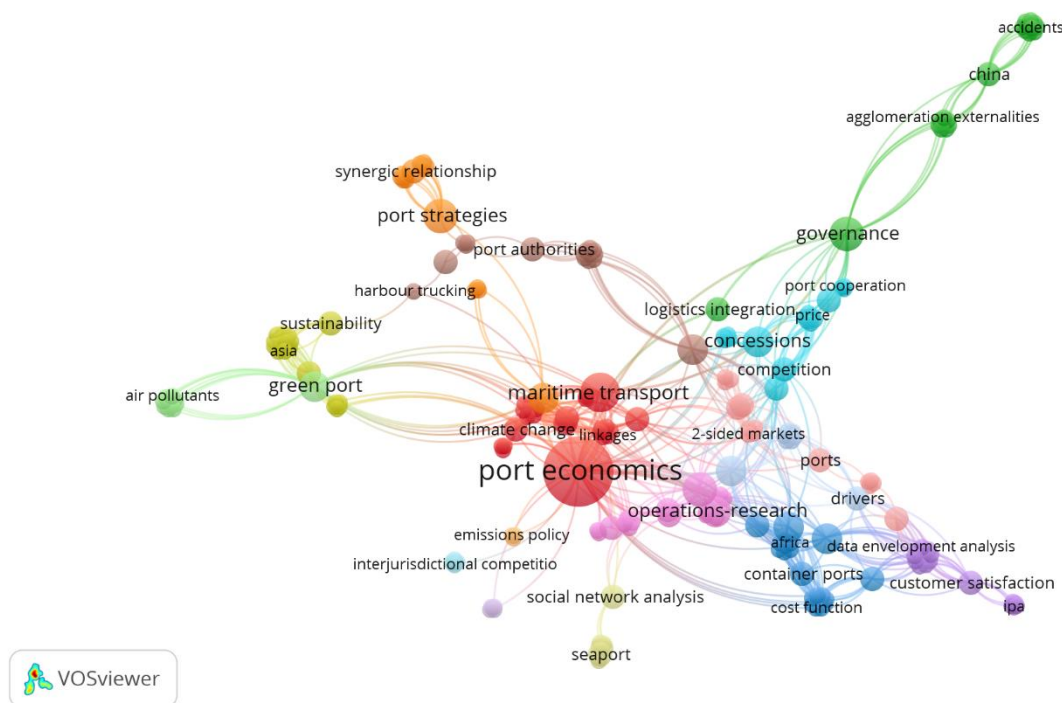 accidents
china
agglomeration externalities
synergic relationship
port strategies
governance
port authorities
port cooperation
harbour trucking
logistics integration
price
sustainability
concessions
asia
competition
green port
air pollutants
maritime transport
climate change
linkages
2-sided markets
port economics
ports
drivers
operations-research
emissions policy
africa
data envelopment analysis
interjurisdictional competitio
container ports
customer satisfaction
social network analysis
cost function
ipa
seaport
VOSviewer